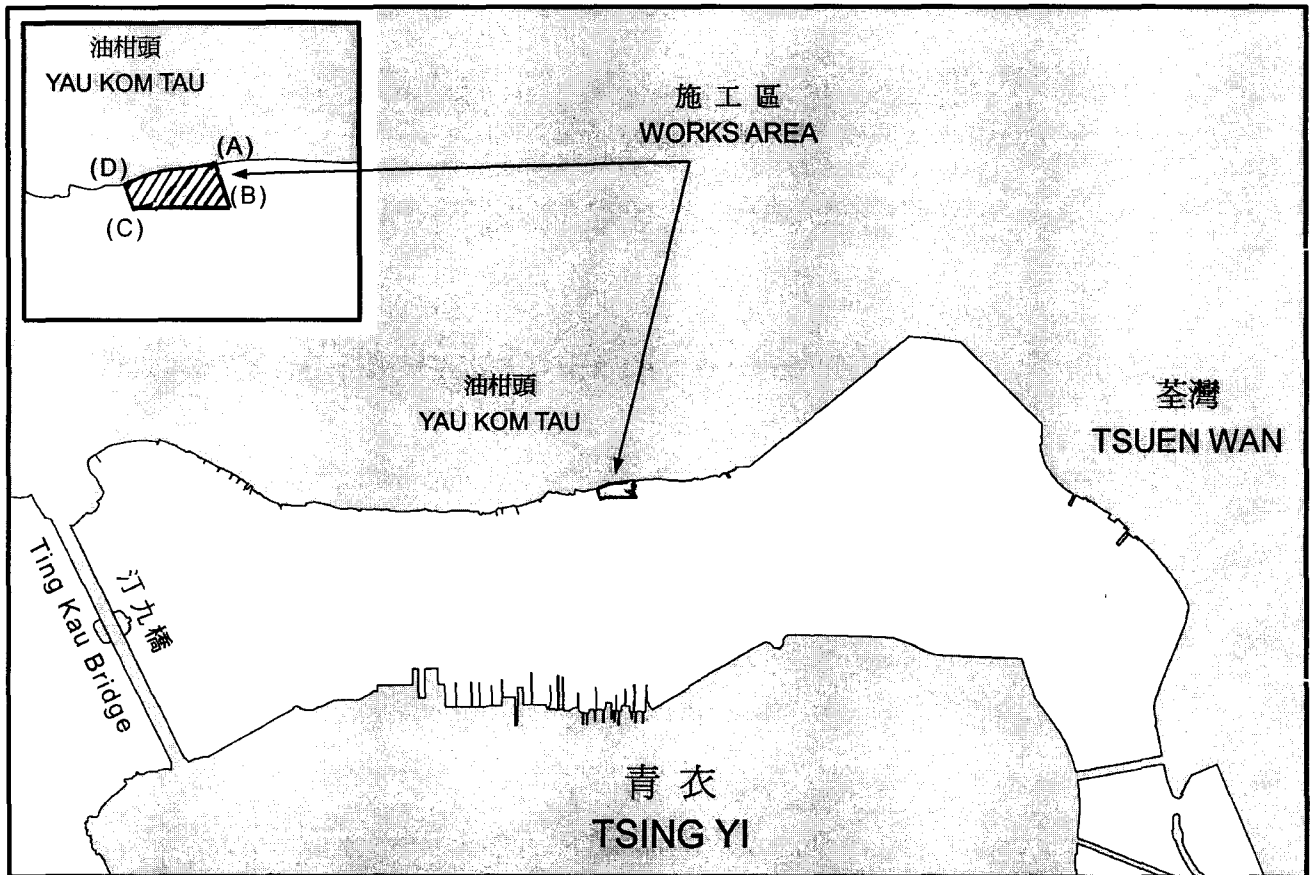 油柑頭
YAU KOM TAU
(A)
(D)
(B)
(C)
施工區
WORKS AREA
油柑頭
YAU KOM TAU
荃灣
TSUEN WAN
Ting Kau Bridge
汀九橋
青衣
TSING YI